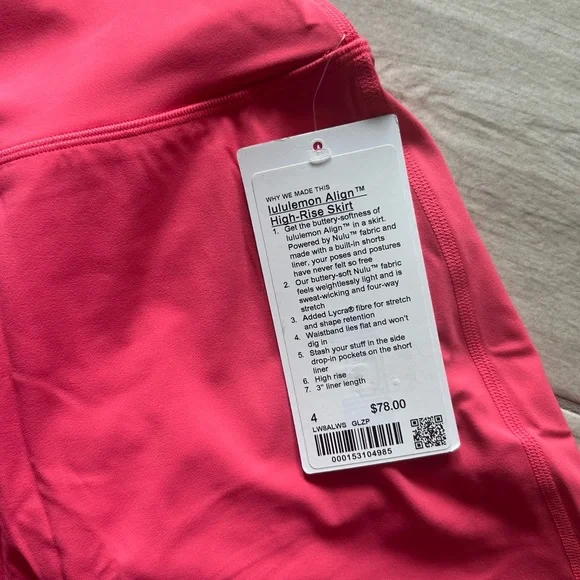 WHY WE MADE THIS
lululemon Align™
High-Rise Skirt
1. Get the buttery-softness of
lululemon Align™ in a skirt.
Powered by Nulu™ fabric and
made with a built-in shorts
liner, your poses and postures
have never felt so free
2. Our buttery-soft Nulu™ fabric
feels weightlessly light and is
sweat-wicking and four-way
stretch
3. Added Lycra® fibre for stretch
and shape retention
4. Waistband lies flat and won't
dig in
5. Stash your stuff in the side
drop-in pockets on the short
liner
6. High rise
7. 3" liner length
4 $78.00
LW8ALWS GLZP
000153104985